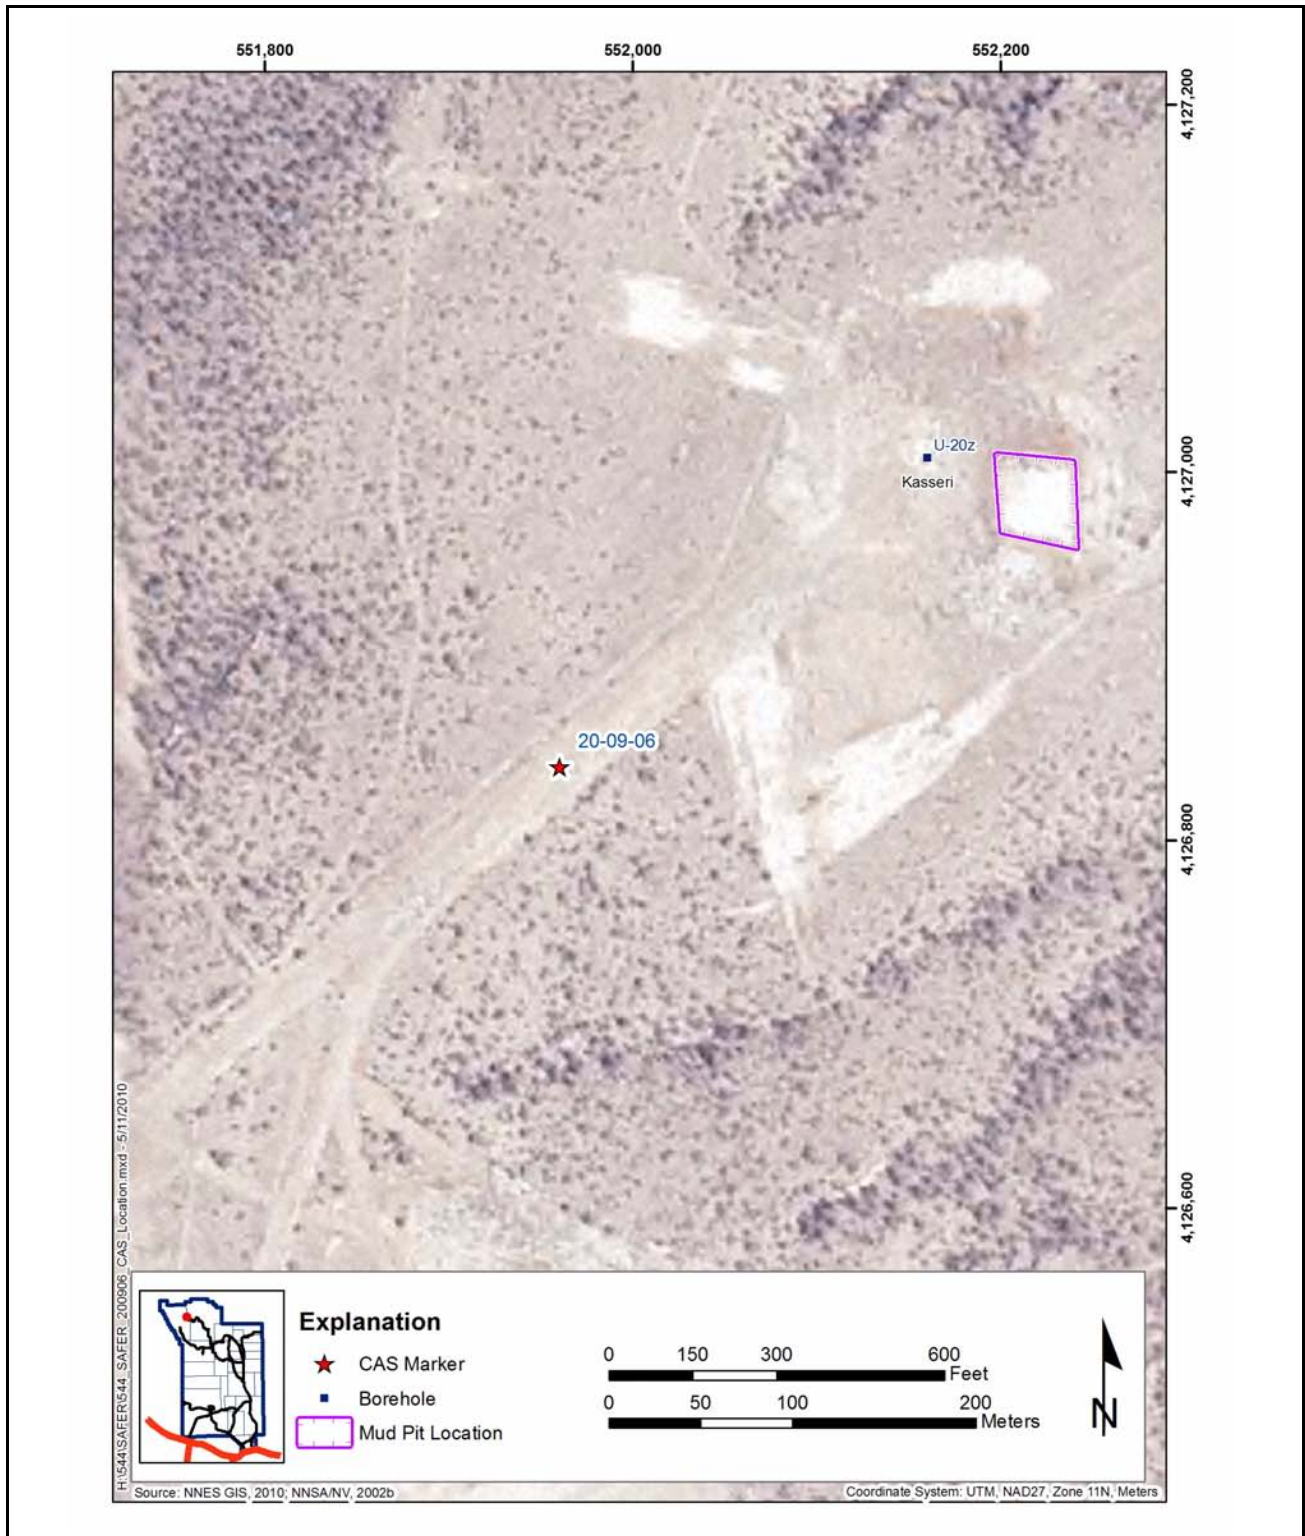 551,800
552,000
552,200
4,127,200
U-20z
Kasseri
4,127,000
20-09-06
4,126,800
4,126,600
H:\544\SAFER\544_SAFER_200906_CAS_Location.mxd - 5/11/2010
Explanation
CAS Marker
Borehole
Mud Pit Location
0 150 300 600
Feet
0 50 100 200
Meters
N
Source: NNES GIS, 2010; NNSA/NV, 2002b
Coordinate System: UTM, NAD27, Zone 11N, Meters